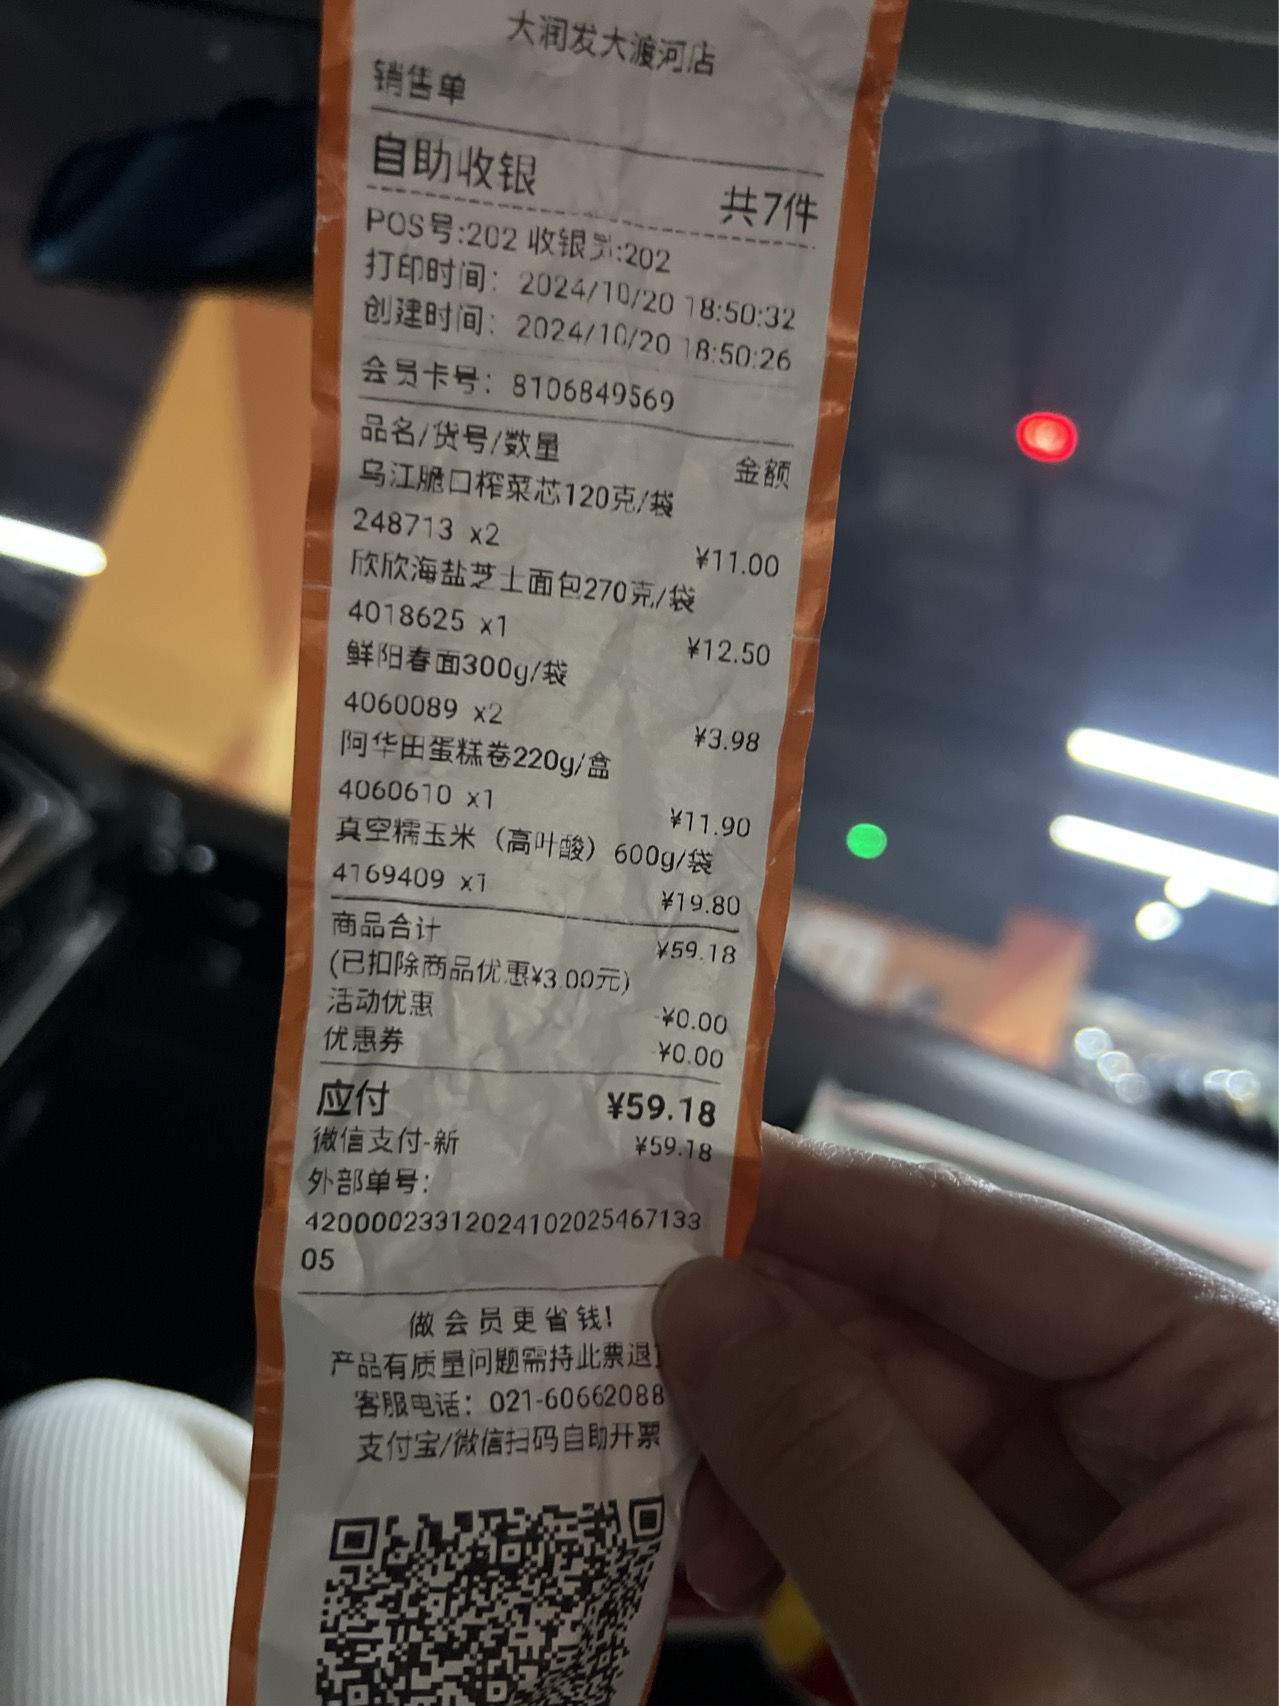 大润发大渡河店
销售单
自助收银 共7件
POS号:202 收银员:202
打印时间：2024/10/20 18:50:32
创建时间：2024/10/20 18:50:26
会员卡号：8106849569
品名/货号/数量 金额
乌江脆口榨菜芯120克/袋
248713 x2 ¥11.00
欣欣海盐芝士面包270克/袋
4018625 x1 ¥12.50
鲜阳春面300g/袋
4060089 x2 ¥3.98
阿华田蛋糕卷220g/盒
4060610 x1 ¥11.90
真空糯玉米（高叶酸）600g/袋
4169409 x1 ¥19.80
商品合计 ¥59.18
(已扣除商品优惠¥3.00元)
活动优惠 -¥0.00
优惠券 -¥0.00
应付 ¥59.18
微信支付-新 ¥59.18
外部单号：
42000023312024102025467133
05
做会员更省钱!
产品有质量问题需持此票退
客服电话：021-60662088
支付宝/微信扫码自助开票